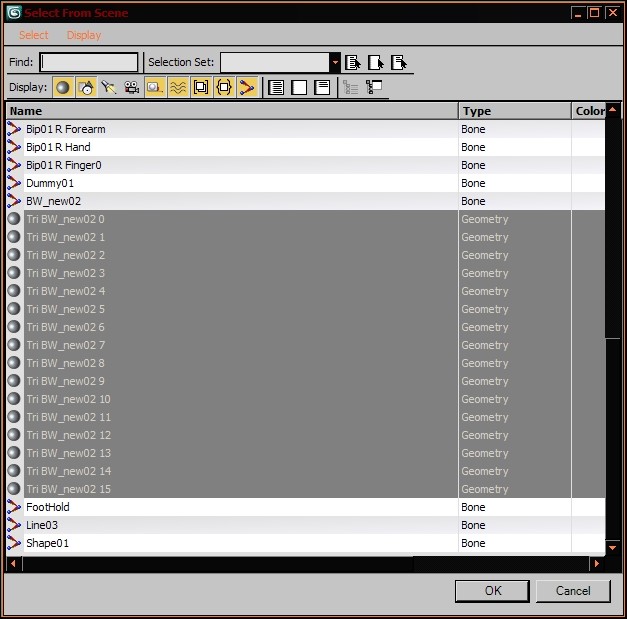 Select From Scene
Select Display
Find: Selection Set:
Display:
Name Type Color
Bip01 R Forearm Bone
Bip01 R Hand Bone
Bip01 R Finger0 Bone
Dummy01 Bone
BW_new02 Bone
Tri BW_new02 0 Geometry
Tri BW_new02 1 Geometry
Tri BW_new02 2 Geometry
Tri BW_new02 3 Geometry
Tri BW_new02 4 Geometry
Tri BW_new02 5 Geometry
Tri BW_new02 6 Geometry
Tri BW_new02 7 Geometry
Tri BW_new02 8 Geometry
Tri BW_new02 9 Geometry
Tri BW_new02 10 Geometry
Tri BW_new02 11 Geometry
Tri BW_new02 12 Geometry
Tri BW_new02 13 Geometry
Tri BW_new02 14 Geometry
Tri BW_new02 15 Geometry
FootHold Bone
Line03 Bone
Shape01 Bone
OK Cancel